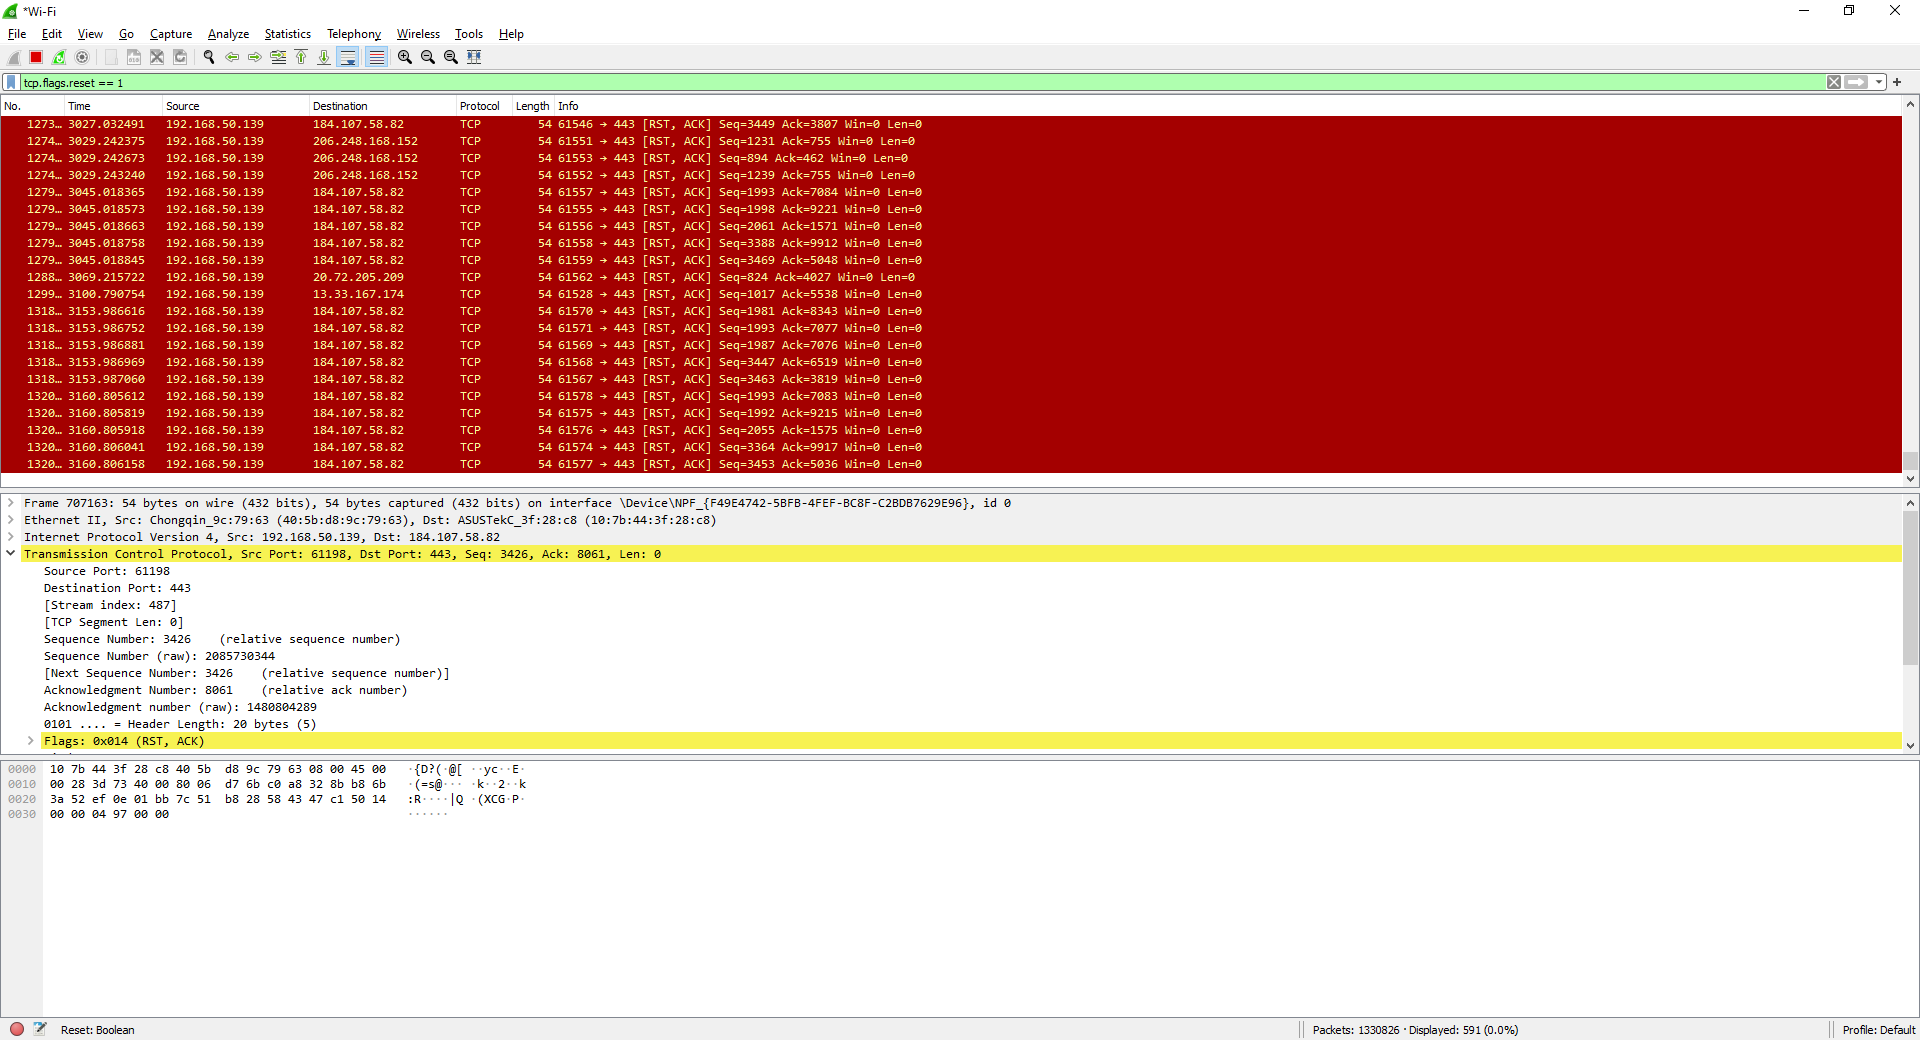 *Wi-Fi
File Edit View Go Capture Analyze Statistics Telephony Wireless Tools Help
tcp.flags.reset == 1
No. Time Source Destination Protocol Length Info
1273… 3027.032491 192.168.50.139 184.107.58.82 TCP 54 61546 → 443 [RST, ACK] Seq=3449 Ack=3807 Win=0 Len=0
1274… 3029.242375 192.168.50.139 206.248.168.152 TCP 54 61551 → 443 [RST, ACK] Seq=1231 Ack=755 Win=0 Len=0
1274… 3029.242673 192.168.50.139 206.248.168.152 TCP 54 61553 → 443 [RST, ACK] Seq=894 Ack=462 Win=0 Len=0
1274… 3029.243240 192.168.50.139 206.248.168.152 TCP 54 61552 → 443 [RST, ACK] Seq=1239 Ack=755 Win=0 Len=0
1279… 3045.018365 192.168.50.139 184.107.58.82 TCP 54 61557 → 443 [RST, ACK] Seq=1993 Ack=7084 Win=0 Len=0
1279… 3045.018573 192.168.50.139 184.107.58.82 TCP 54 61555 → 443 [RST, ACK] Seq=1998 Ack=9221 Win=0 Len=0
1279… 3045.018663 192.168.50.139 184.107.58.82 TCP 54 61556 → 443 [RST, ACK] Seq=2061 Ack=1571 Win=0 Len=0
1279… 3045.018758 192.168.50.139 184.107.58.82 TCP 54 61558 → 443 [RST, ACK] Seq=3388 Ack=9912 Win=0 Len=0
1279… 3045.018845 192.168.50.139 184.107.58.82 TCP 54 61559 → 443 [RST, ACK] Seq=3469 Ack=5048 Win=0 Len=0
1288… 3069.215722 192.168.50.139 20.72.205.209 TCP 54 61562 → 443 [RST, ACK] Seq=824 Ack=4027 Win=0 Len=0
1299… 3100.790754 192.168.50.139 13.33.167.174 TCP 54 61528 → 443 [RST, ACK] Seq=1017 Ack=5538 Win=0 Len=0
1318… 3153.986616 192.168.50.139 184.107.58.82 TCP 54 61570 → 443 [RST, ACK] Seq=1981 Ack=8343 Win=0 Len=0
1318… 3153.986752 192.168.50.139 184.107.58.82 TCP 54 61571 → 443 [RST, ACK] Seq=1993 Ack=7077 Win=0 Len=0
1318… 3153.986881 192.168.50.139 184.107.58.82 TCP 54 61569 → 443 [RST, ACK] Seq=1987 Ack=7076 Win=0 Len=0
1318… 3153.986969 192.168.50.139 184.107.58.82 TCP 54 61568 → 443 [RST, ACK] Seq=3447 Ack=6519 Win=0 Len=0
1318… 3153.987060 192.168.50.139 184.107.58.82 TCP 54 61567 → 443 [RST, ACK] Seq=3463 Ack=3819 Win=0 Len=0
1320… 3160.805612 192.168.50.139 184.107.58.82 TCP 54 61578 → 443 [RST, ACK] Seq=1993 Ack=7083 Win=0 Len=0
1320… 3160.805819 192.168.50.139 184.107.58.82 TCP 54 61575 → 443 [RST, ACK] Seq=1992 Ack=9215 Win=0 Len=0
1320… 3160.805918 192.168.50.139 184.107.58.82 TCP 54 61576 → 443 [RST, ACK] Seq=2055 Ack=1575 Win=0 Len=0
1320… 3160.806041 192.168.50.139 184.107.58.82 TCP 54 61574 → 443 [RST, ACK] Seq=3364 Ack=9917 Win=0 Len=0
1320… 3160.806158 192.168.50.139 184.107.58.82 TCP 54 61577 → 443 [RST, ACK] Seq=3453 Ack=5036 Win=0 Len=0
Frame 707163: 54 bytes on wire (432 bits), 54 bytes captured (432 bits) on interface \Device\NPF_{F49E4742-5BFB-4FEF-BC8F-C2BDB7629E96}, id 0
Ethernet II, Src: Chongqin_9c:79:63 (40:5b:d8:9c:79:63), Dst: ASUSTekC_3f:28:c8 (10:7b:44:3f:28:c8)
Internet Protocol Version 4, Src: 192.168.50.139, Dst: 184.107.58.82
Transmission Control Protocol, Src Port: 61198, Dst Port: 443, Seq: 3426, Ack: 8061, Len: 0
Source Port: 61198
Destination Port: 443
[Stream index: 487]
[TCP Segment Len: 0]
Sequence Number: 3426 (relative sequence number)
Sequence Number (raw): 2085730344
[Next Sequence Number: 3426 (relative sequence number)]
Acknowledgment Number: 8061 (relative ack number)
Acknowledgment number (raw): 1480804289
0101 .... = Header Length: 20 bytes (5)
Flags: 0x014 (RST, ACK)
0000 10 7b 44 3f 28 c8 40 5b d8 9c 79 63 08 00 45 00 ·{D?(·@[ ··yc··E·
0010 00 28 3d 73 40 00 80 06 d7 6b c0 a8 32 8b b8 6b ·(=s@··· ·k··2··k
0020 3a 52 ef 0e 01 bb 7c 51 b8 28 58 43 47 c1 50 14 :R····|Q ·(XCG·P·
0030 00 00 04 97 00 00 ······
Reset: Boolean
Packets: 1330826 · Displayed: 591 (0.0%)
Profile: Default